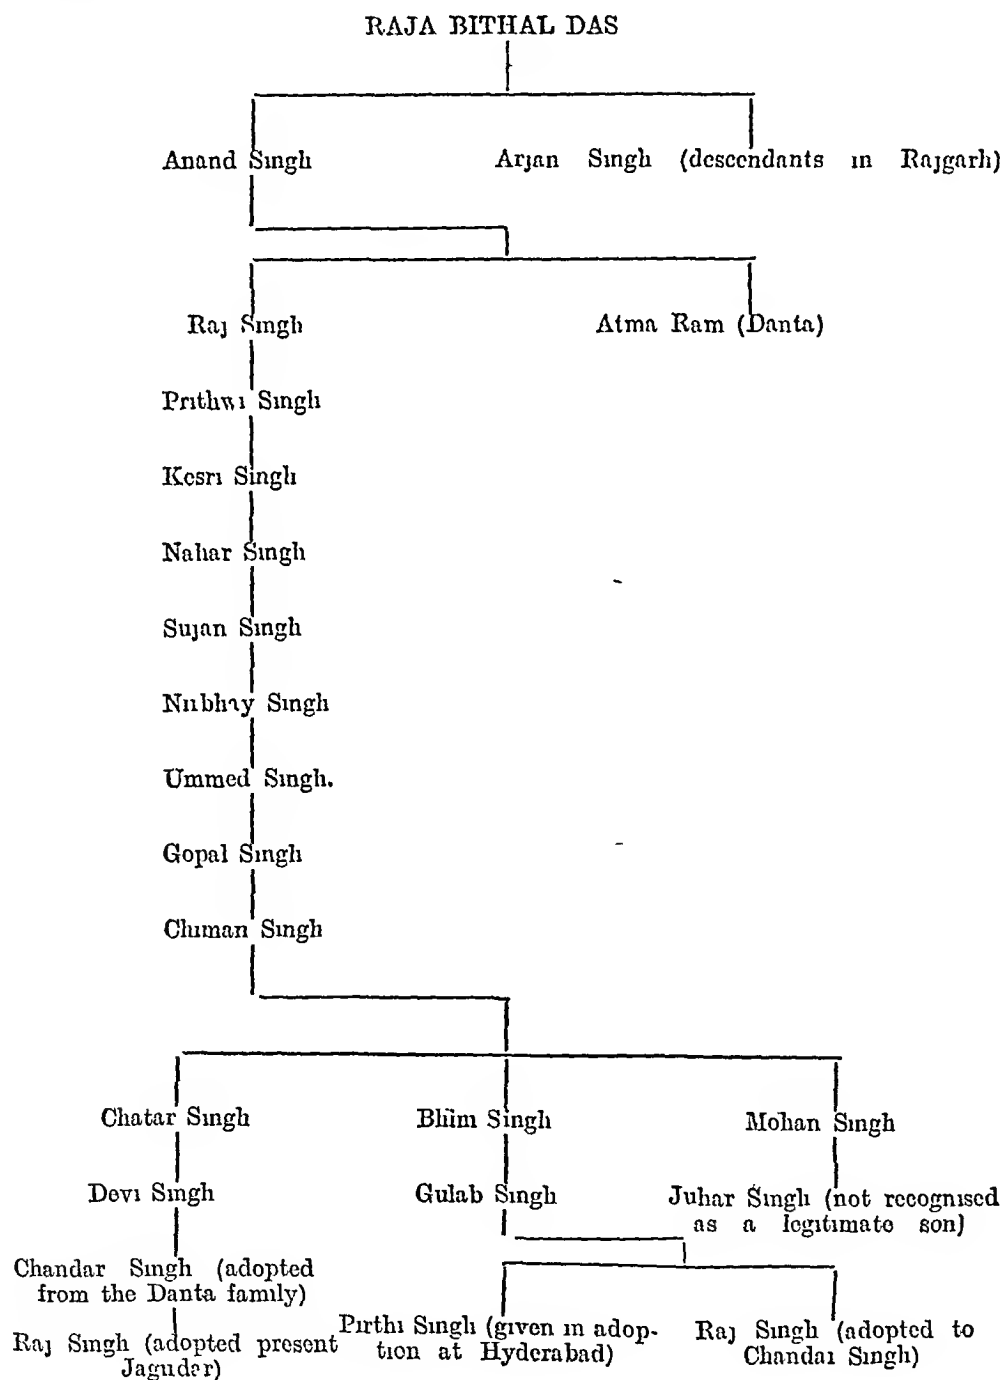 RAJA BITHAL DAS
Anand Singh
Arjan Singh (descendants in Rajgarh)
Raj Singh
Atma Ram (Danta)
Prithwi Singh
Kesri Singh
Nahar Singh
Sujan Singh
Nirbhay Singh
Ummed Singh.
Gopal Singh
Chiman Singh
Chatar Singh
Bhim Singh
Mohan Singh
Devi Singh
Gulab Singh
Juhar Singh (not recognised
as a legitimate son)
Chandar Singh (adopted
from the Danta family)
Raj Singh (adopted present
Jagirdar)
Pirthi Singh (given in adop-
tion at Hyderabad)
Raj Singh (adopted to
Chandar Singh)